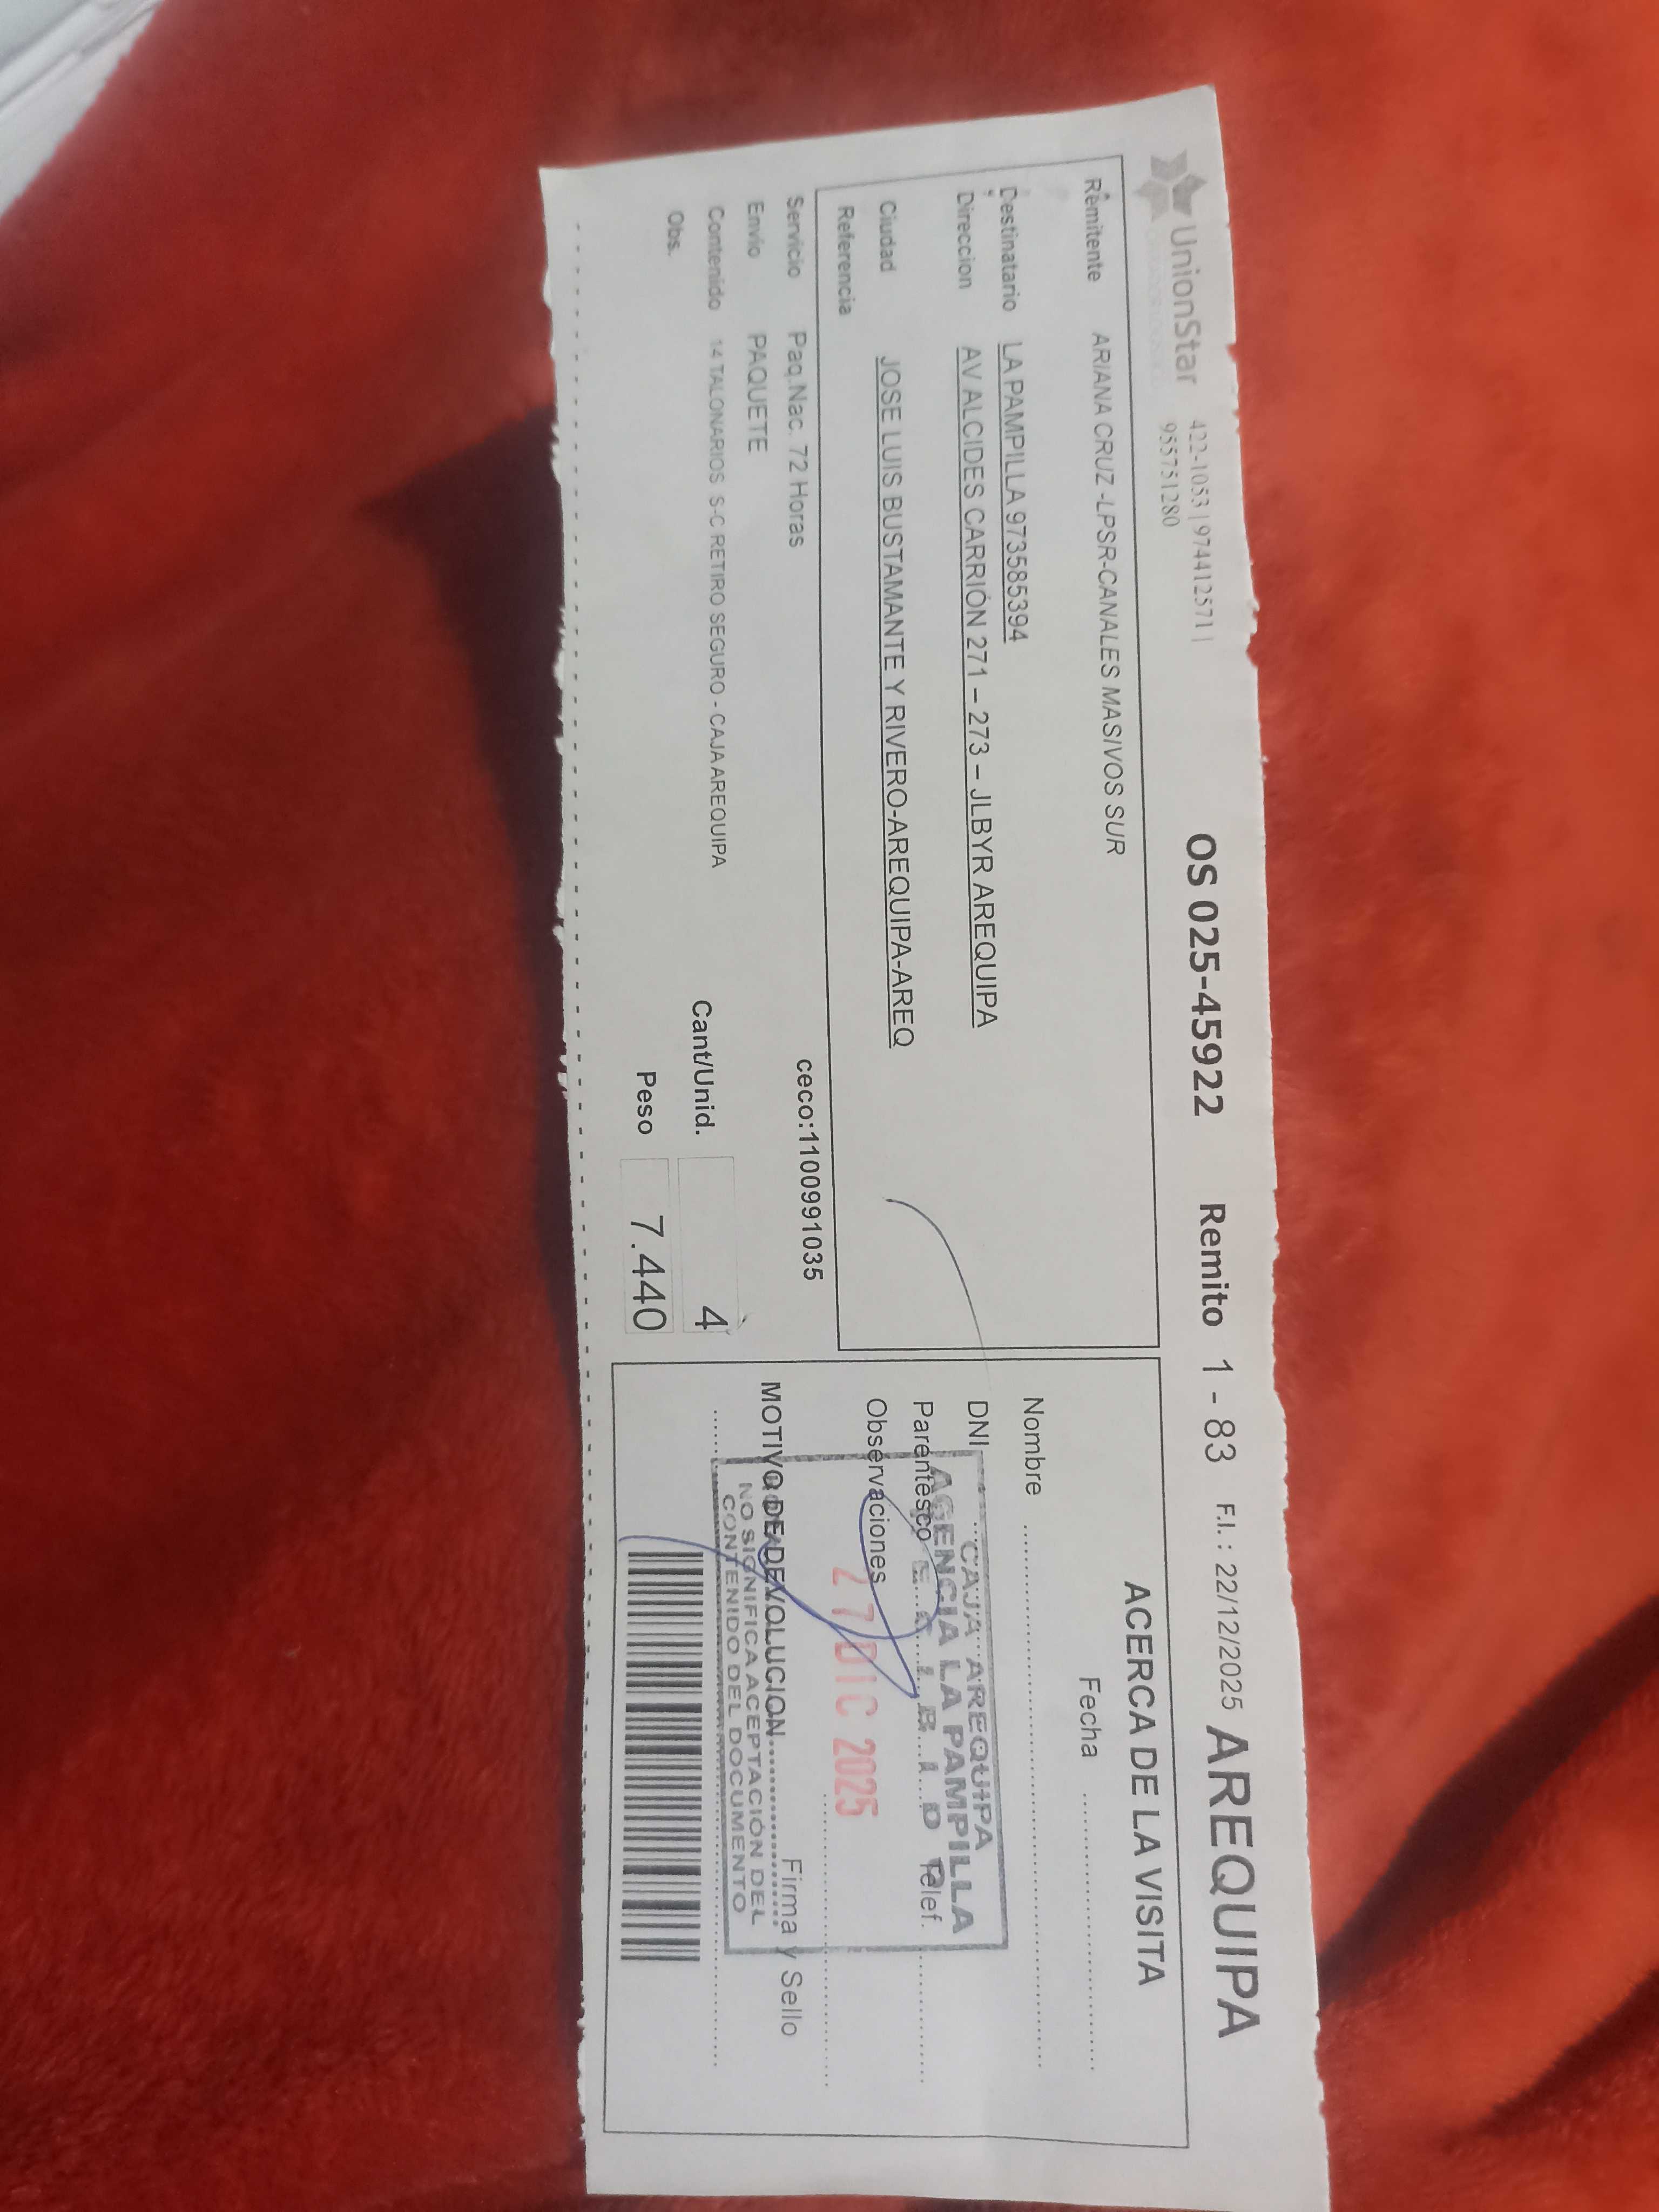 UnionStar
422-1053 | 974412571 |
955751280
OS 025-45922 Remito 1 - 83 F.I. : 22/12/2025 AREQUIPA
Remitente ARIANA CRUZ -LPSR-CANALES MASIVOS SUR
Destinatario LA PAMPILLA 973585394
Direccion AV ALCIDES CARRIÓN 271 – 273 – JLBYR AREQUIPA
Ciudad JOSE LUIS BUSTAMANTE Y RIVERO-AREQUIPA-AREQ
Referencia
Servicio Paq.Nac. 72 Horas ceco:1100991035
Envio PAQUETE
Contenido 14 TALONARIOS S-C RETIRO SEGURO - CAJA AREQUIPA
Cant/Unid. 4
Obs.
Peso 7.440
ACERCA DE LA VISITA
Fecha
Nombre
DNI
Parentesco Telef.
Observaciones
MOTIVO DE DEVOLUCION
Firma y Sello
CAJA AREQUIPA
AGENCIA LA PAMPILLA
27 DIC 2025
NO SIGNIFICA ACEPTACIÓN DEL
CONTENIDO DEL DOCUMENTO